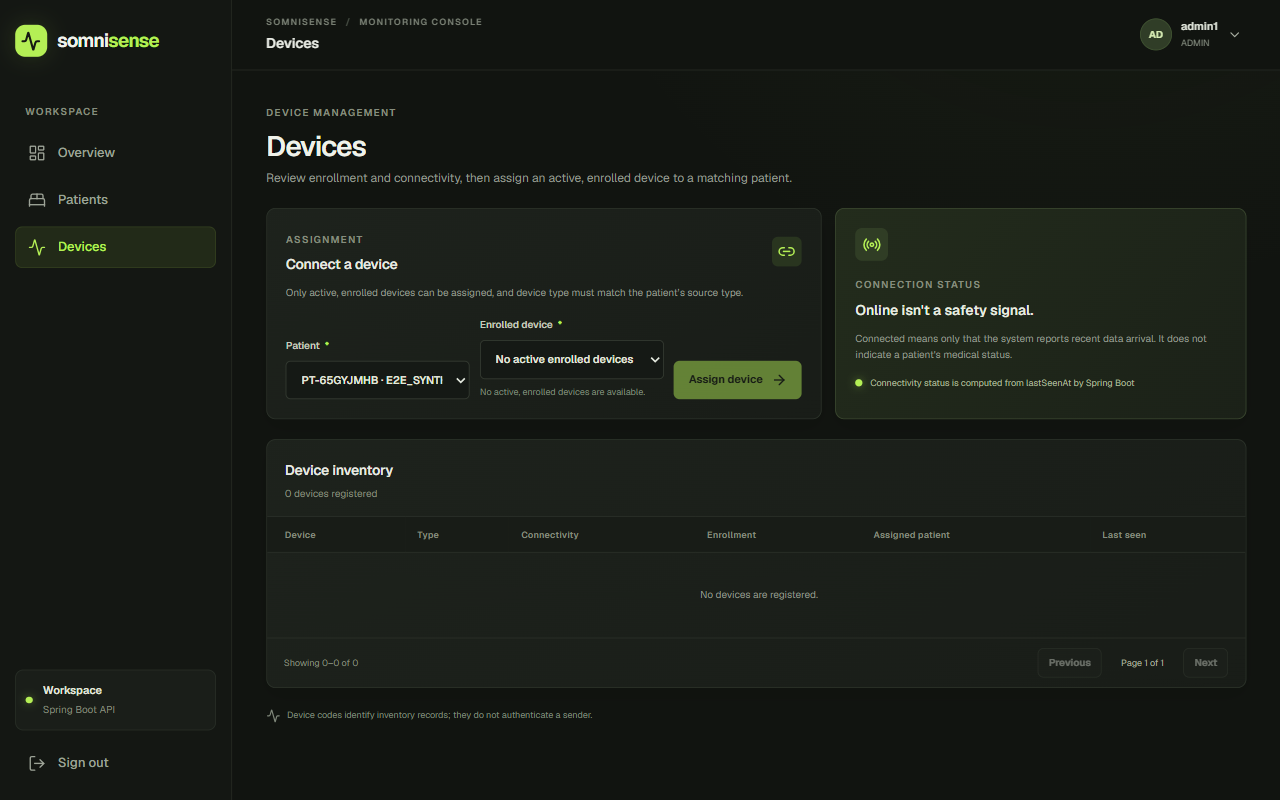 somnisense
SOMNISENSE / MONITORING CONSOLE
Devices
AD
admin1
ADMIN
WORKSPACE
Overview
Patients
Devices
DEVICE MANAGEMENT
Devices
Review enrollment and connectivity, then assign an active, enrolled device to a matching patient.
ASSIGNMENT
Connect a device
Only active, enrolled devices can be assigned, and device type must match the patient's source type.
Patient *
PT-65GYJMHB · E2E_SYNTI
Enrolled device *
No active enrolled devices
No active, enrolled devices are available.
Assign device
CONNECTION STATUS
Online isn't a safety signal.
Connected means only that the system reports recent data arrival. It does not
indicate a patient's medical status.
Connectivity status is computed from lastSeenAt by Spring Boot
Device inventory
0 devices registered
Device Type Connectivity Enrollment Assigned patient Last seen
No devices are registered.
Showing 0–0 of 0
Previous Page 1 of 1 Next
Device codes identify inventory records; they do not authenticate a sender.
Workspace
Spring Boot API
Sign out